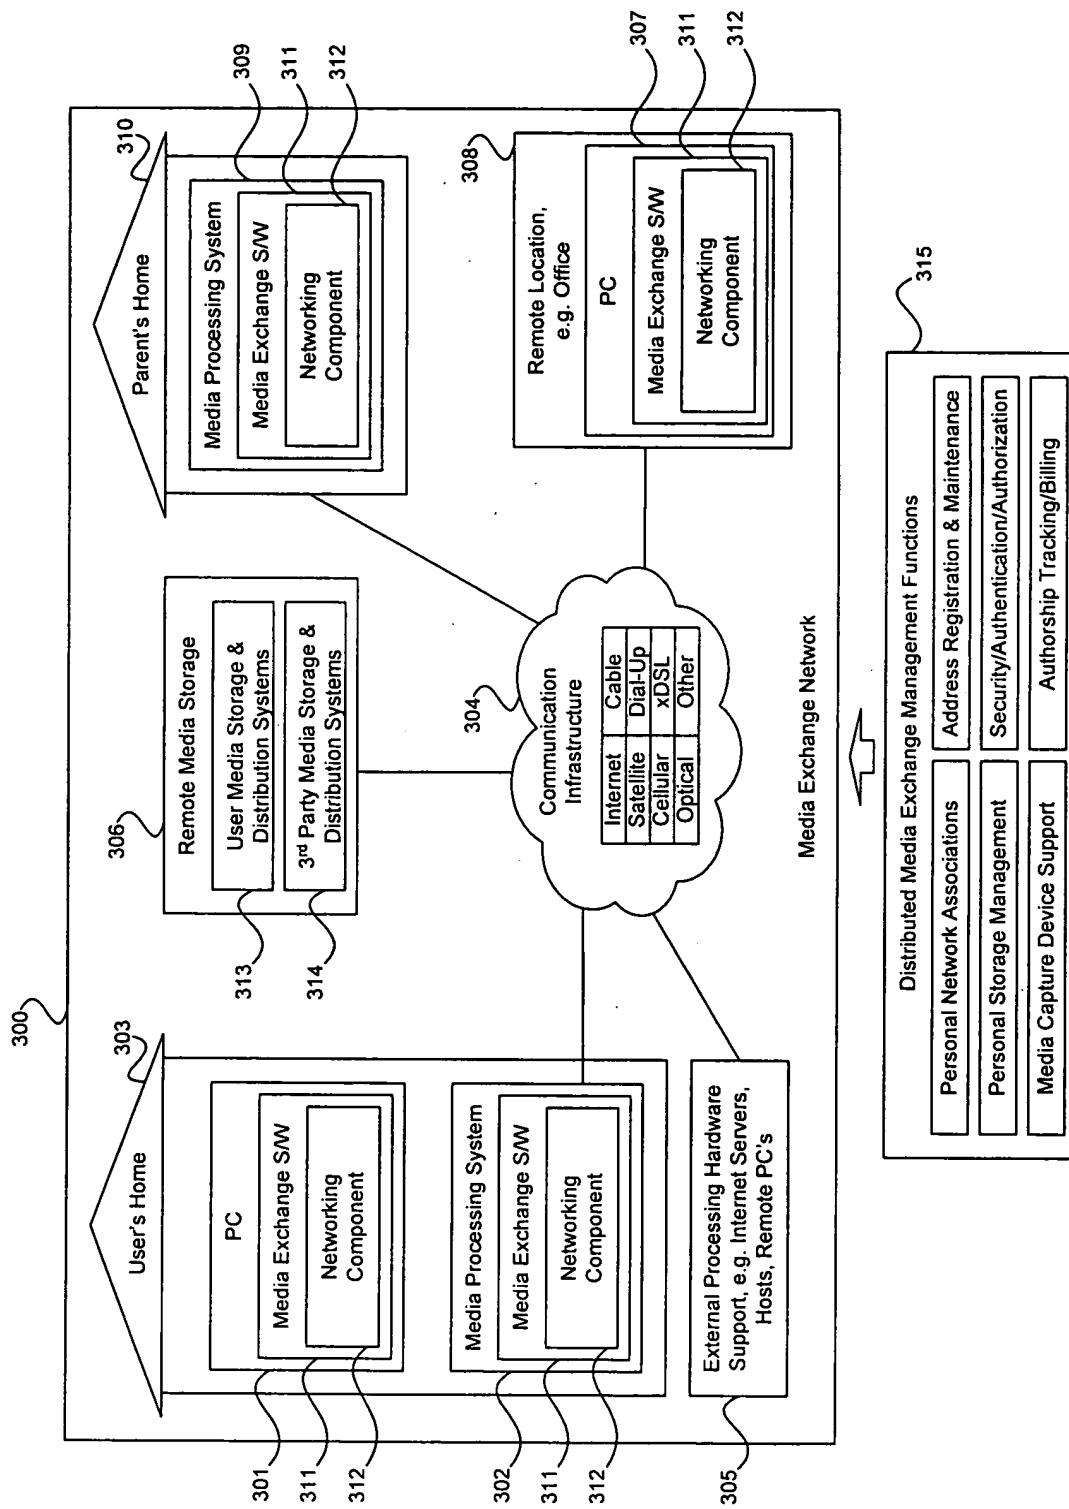 300
303
User's Home
PC
Media Exchange S/W
Networking
Component
301
311
312
Media Processing System
Media Exchange S/W
Networking
Component
302
311
312
External Processing Hardware
Support, e.g. Internet Servers,
Hosts, Remote PC's
305
306
Remote Media Storage
User Media Storage &
Distribution Systems
3rd Party Media Storage &
Distribution Systems
313
314
304
Communication
Infrastructure
Internet Cable
Satellite Dial-Up
Cellular xDSL
Optical Other
310
Parent's Home
Media Processing System
Media Exchange S/W
Networking
Component
309
311
312
308
Remote Location,
e.g. Office
PC
Media Exchange S/W
Networking
Component
307
311
312
Media Exchange Network
315
Distributed Media Exchange Management Functions
Personal Network Associations
Address Registration & Maintenance
Personal Storage Management
Security/Authentication/Authorization
Media Capture Device Support
Authorship Tracking/Billing